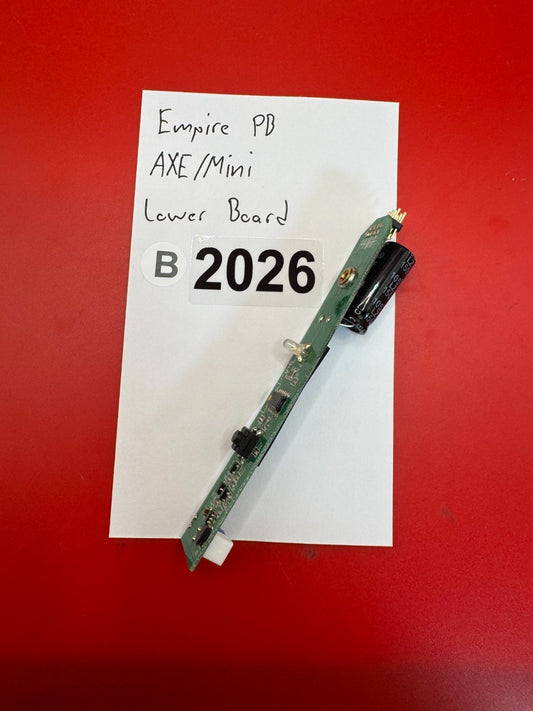 Empire PB
AXE/Mini
Lower Board
B 2026